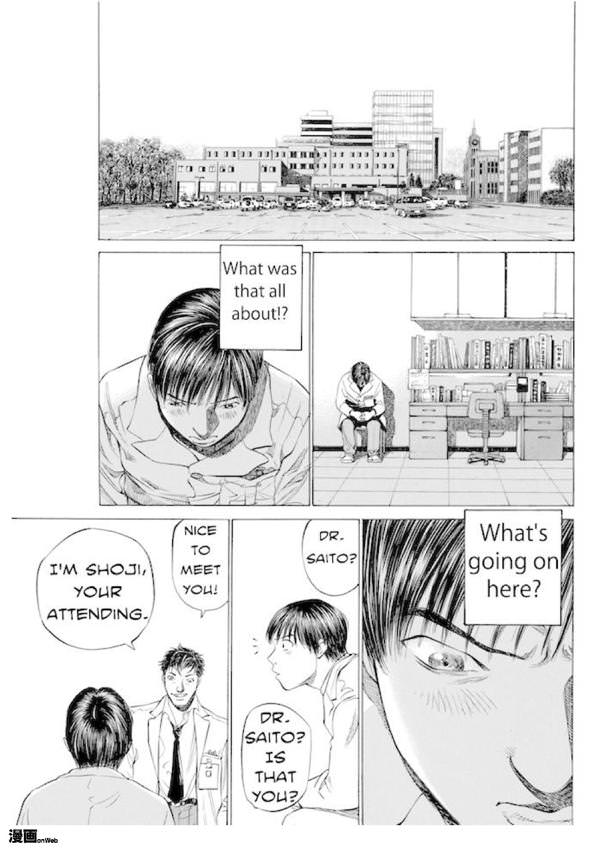 What was
that all
about!?
What's
going on
here?
DR.
SAITO?
DR.
SAITO?
IS
THAT
YOU?
NICE
TO
MEET
YOU!
I'M SHOJI,
YOUR
ATTENDING.
漫画onWeb